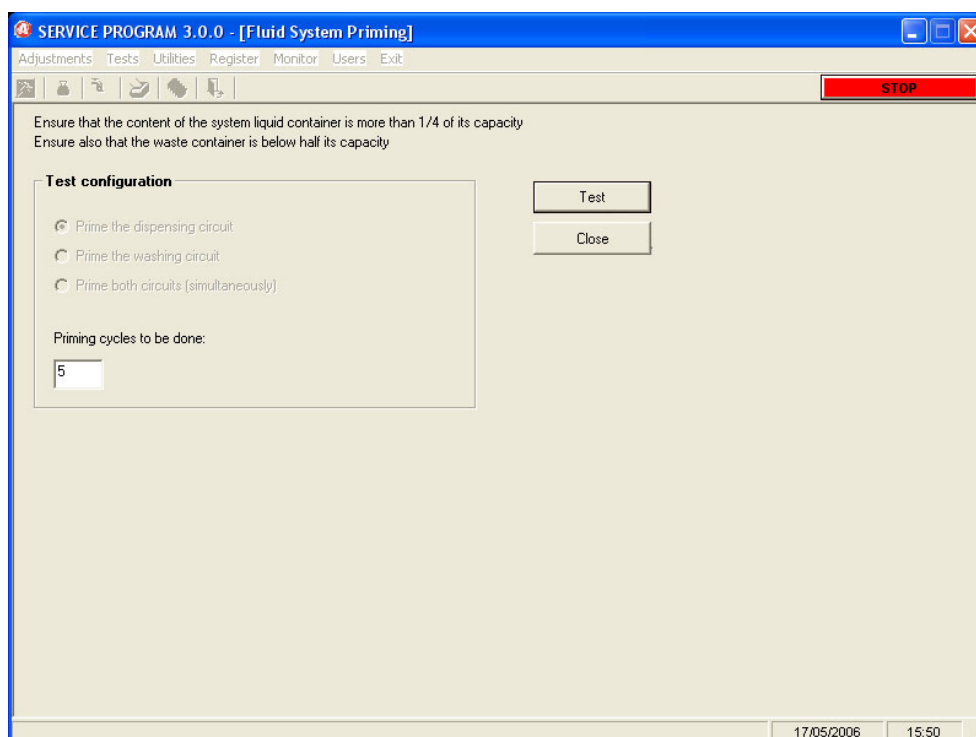 SERVICE PROGRAM 3.0.0 - [Fluid System Priming]
Adjustments Tests Utilities Register Monitor Users Exit
STOP
Ensure that the content of the system liquid container is more than 1/4 of its capacity
Ensure also that the waste container is below half its capacity
Test configuration
Prime the dispensing circuit
Prime the washing circuit
Prime both circuits (simultaneously)
Priming cycles to be done:
5
Test
Close
17/05/2006 15:50